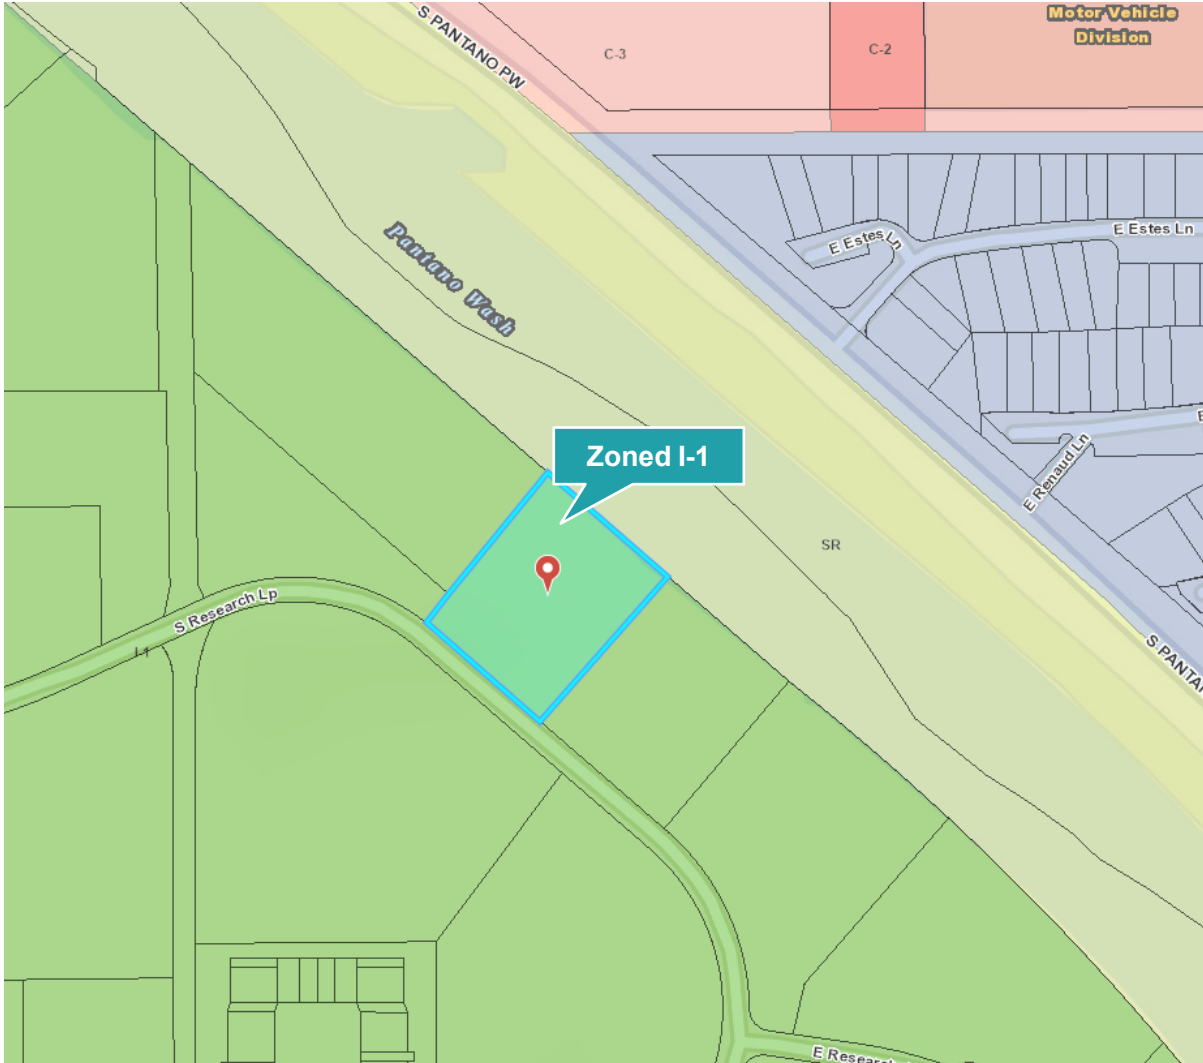 S PANTANO PW
C-3
C-2
Motor Vehicle
Division
E Estes Ln
E Estes Ln
Pantano Wash
E Renaud Ln
Zoned I-1
SR
S Research Lp
I-1
S PANTAN
E Research